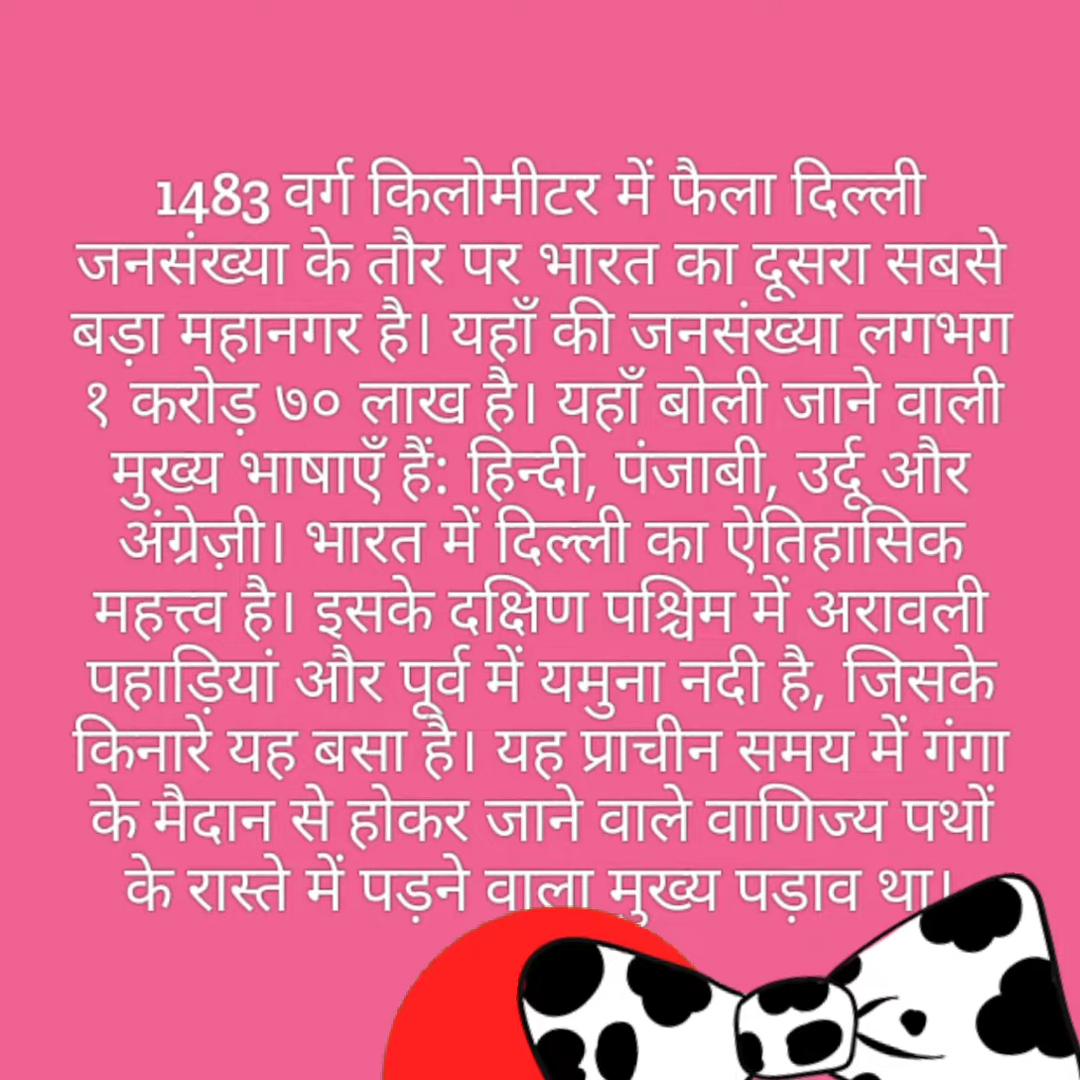 1483 वर्ग किलोमीटर में फैला दिल्ली
जनसंख्या के तौर पर भारत का दूसरा सबसे
बड़ा महानगर है। यहाँ की जनसंख्या लगभग
१ करोड़ ७० लाख है। यहाँ बोली जाने वाली
मुख्य भाषाएँ हैं: हिन्दी, पंजाबी, उर्दू और
अंग्रेज़ी। भारत में दिल्ली का ऐतिहासिक
महत्त्व है। इसके दक्षिण पश्चिम में अरावली
पहाड़ियां और पूर्व में यमुना नदी है, जिसके
किनारे यह बसा है। यह प्राचीन समय में गंगा
के मैदान से होकर जाने वाले वाणिज्य पथों
के रास्ते में पड़ने वाला मुख्य पड़ाव था।